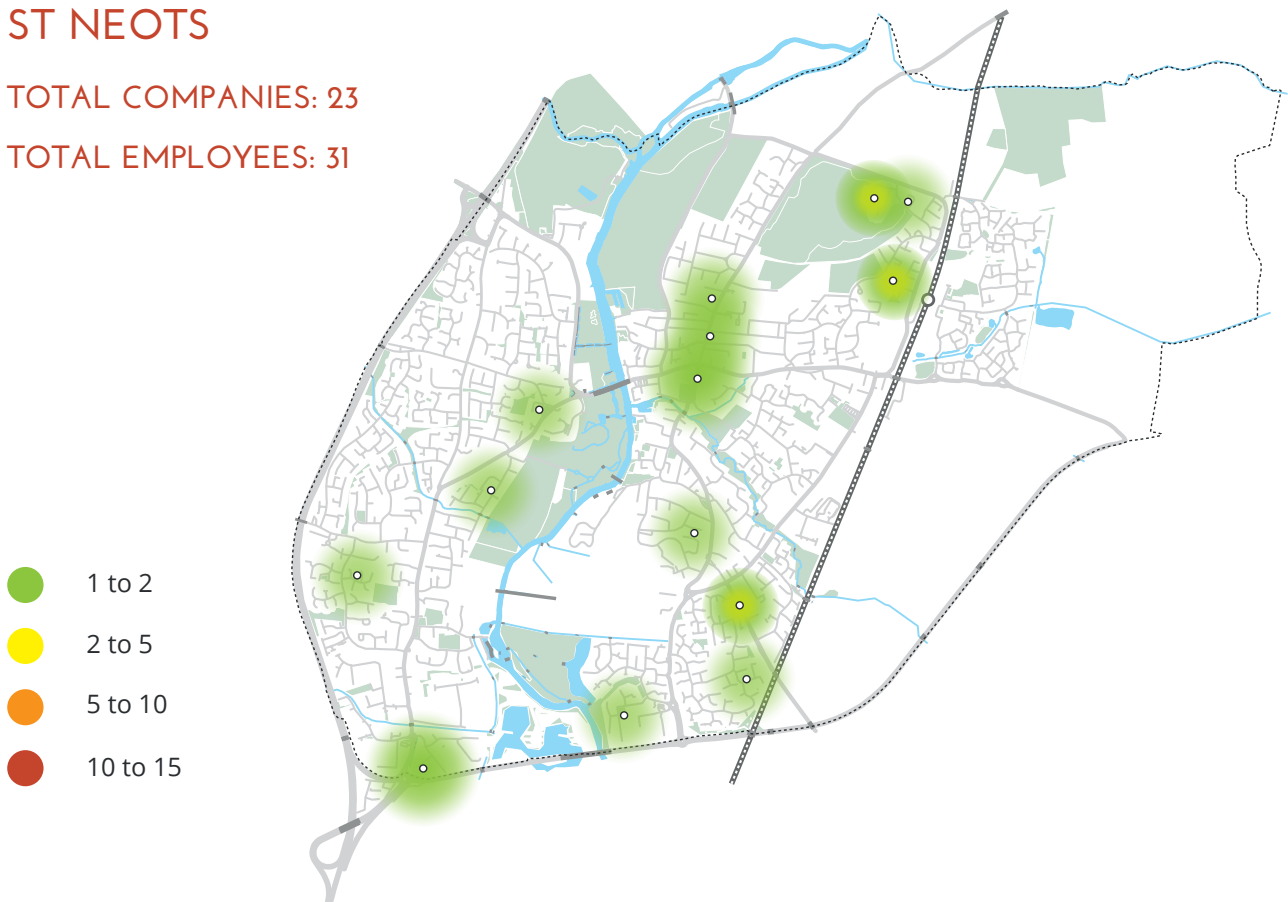 ST NEOTS
TOTAL COMPANIES: 23
TOTAL EMPLOYEES: 31
1 to 2
2 to 5
5 to 10
10 to 15